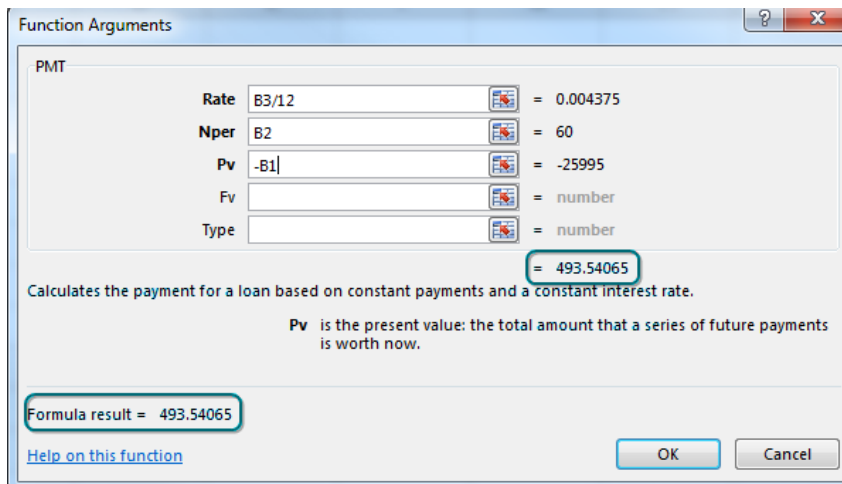 Function Arguments
PMT
Rate B3/12 = 0.004375
Nper B2 = 60
Pv -B1 = -25995
Fv = number
Type = number
= 493.54065
Calculates the payment for a loan based on constant payments and a constant interest rate.
Pv is the present value: the total amount that a series of future payments
is worth now.
Formula result = 493.54065
Help on this function OK Cancel